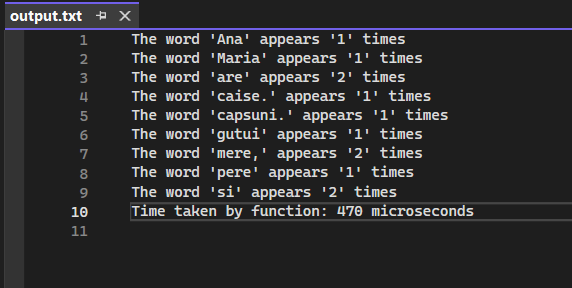 output.txt
1 The word 'Ana' appears '1' times
2 The word 'Maria' appears '1' times
3 The word 'are' appears '2' times
4 The word 'caise.' appears '1' times
5 The word 'capsuni.' appears '1' times
6 The word 'gutui' appears '1' times
7 The word 'mere,' appears '2' times
8 The word 'pere' appears '1' times
9 The word 'si' appears '2' times
10 Time taken by function: 470 microseconds
11